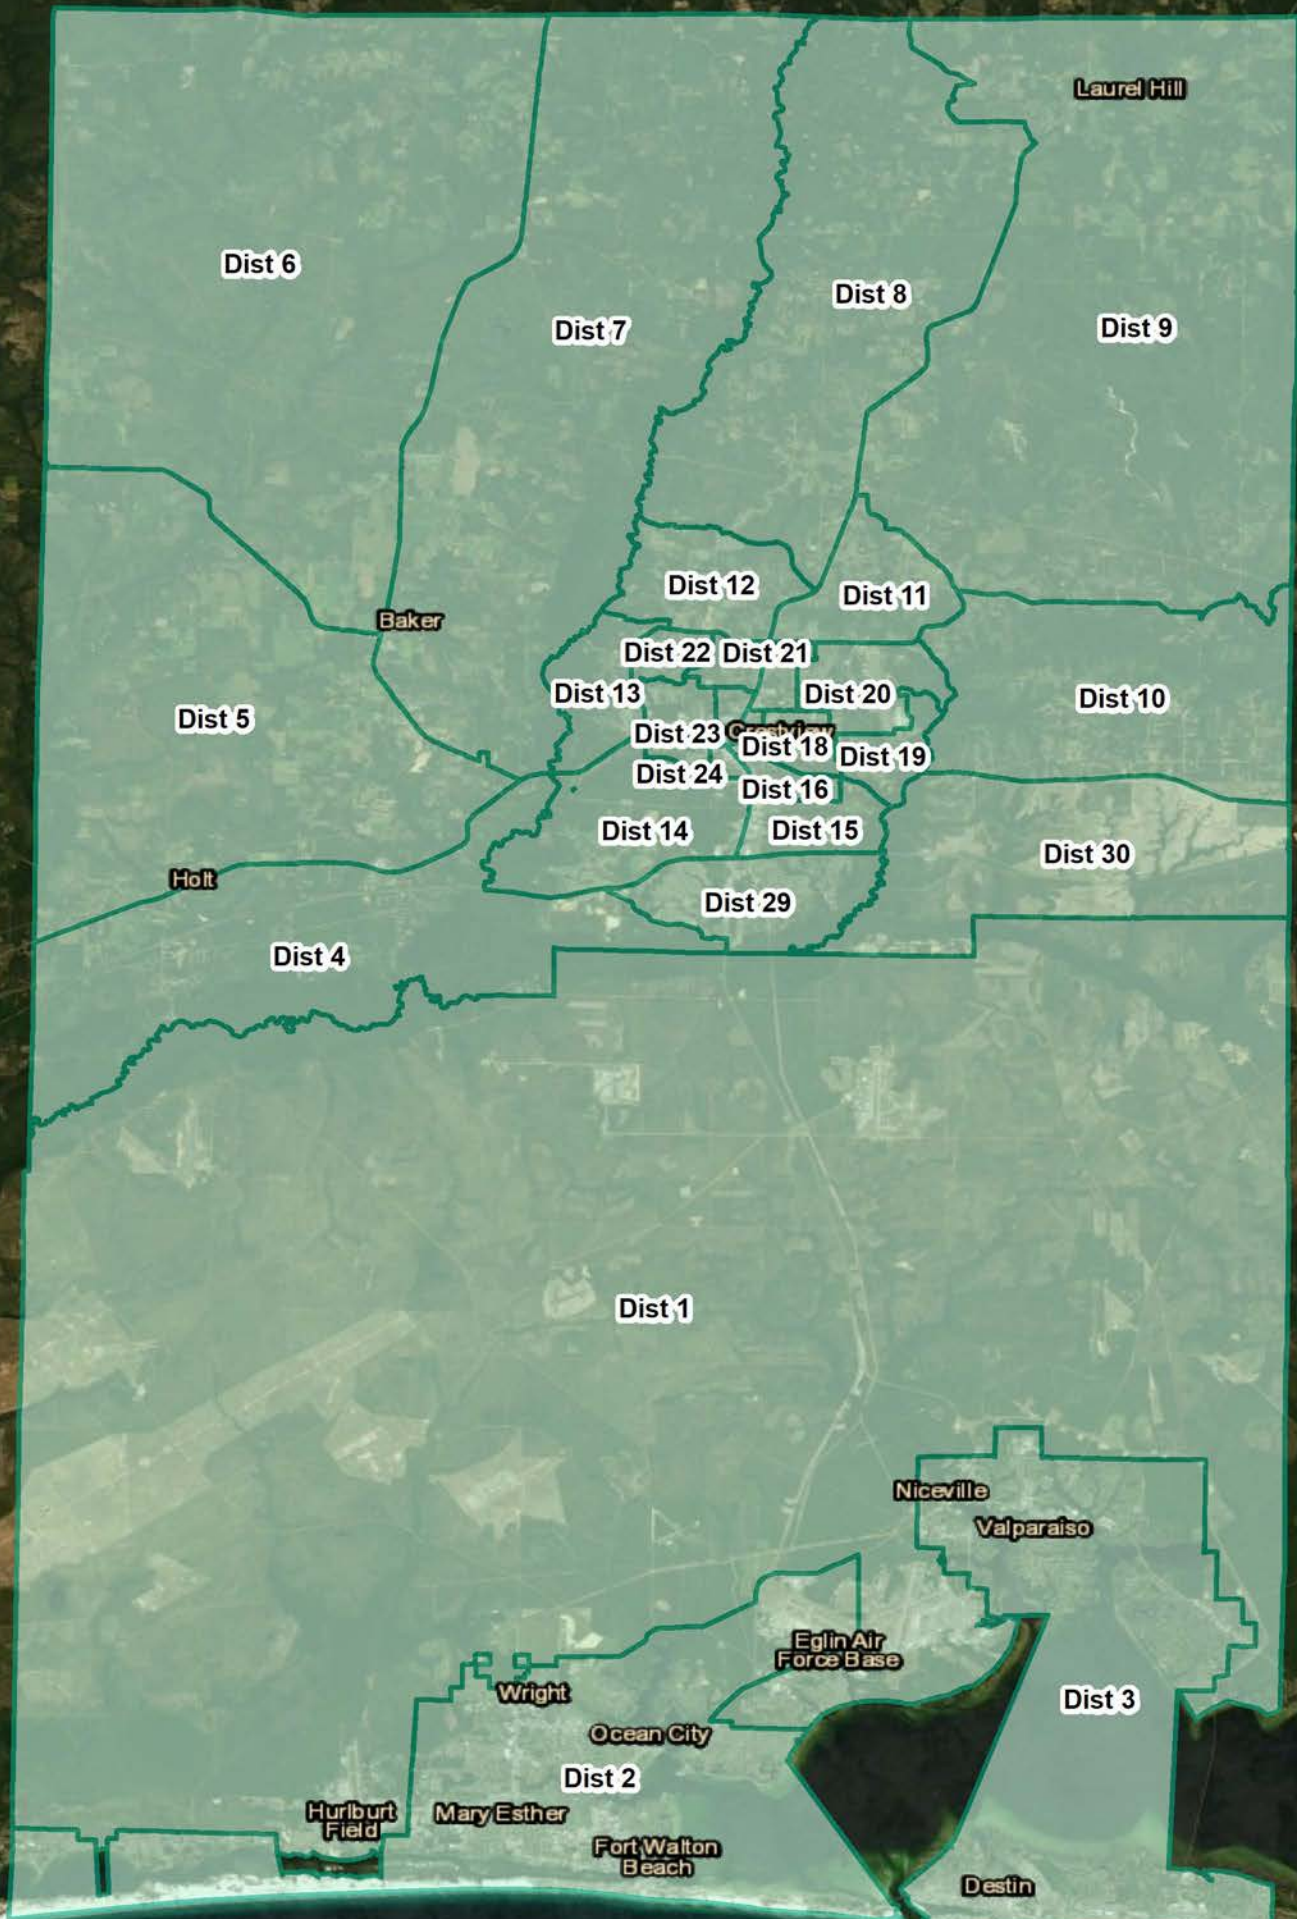 Laurel Hill
Dist 6
Dist 8
Dist 7
Dist 9
Dist 12
Dist 11
Baker
Dist 22
Dist 21
Dist 13
Dist 20
Dist 10
Dist 5
Dist 23
Crestview
Dist 18
Dist 19
Dist 24
Dist 16
Dist 14
Dist 15
Dist 30
Holt
Dist 29
Dist 4
Dist 1
Niceville
Valparaiso
Eglin Air
Force Base
Wright
Dist 3
Ocean City
Dist 2
Hurlburt
Field
Mary Esther
Fort Walton
Beach
Destin